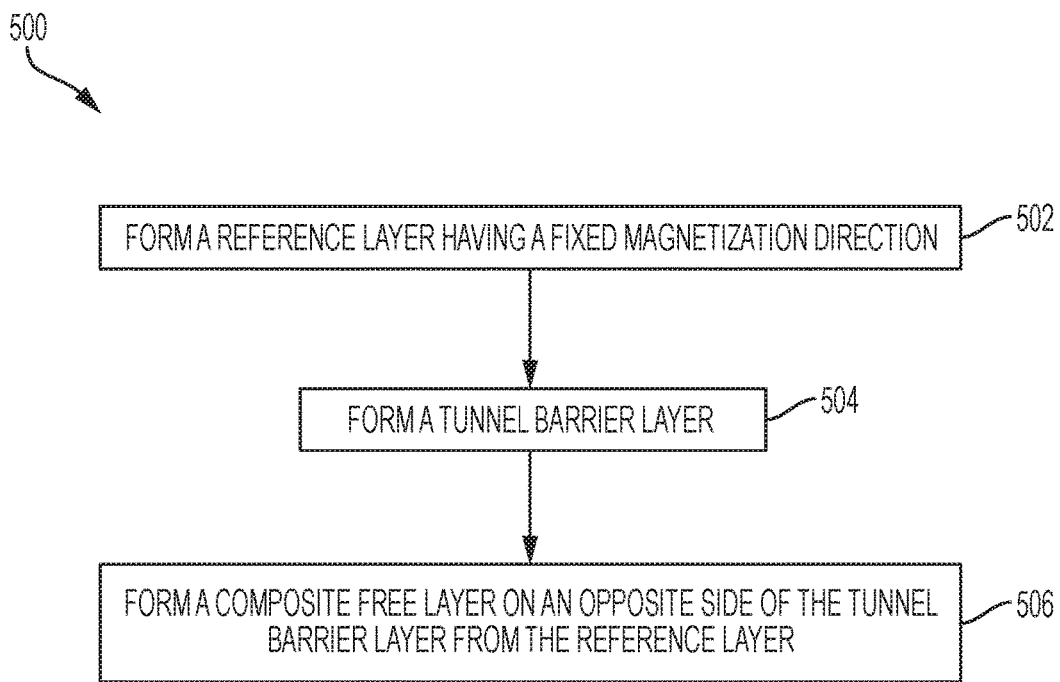 500
FORM A REFERENCE LAYER HAVING A FIXED MAGNETIZATION DIRECTION
502
FORM A TUNNEL BARRIER LAYER
504
FORM A COMPOSITE FREE LAYER ON AN OPPOSITE SIDE OF THE TUNNEL
BARRIER LAYER FROM THE REFERENCE LAYER
506